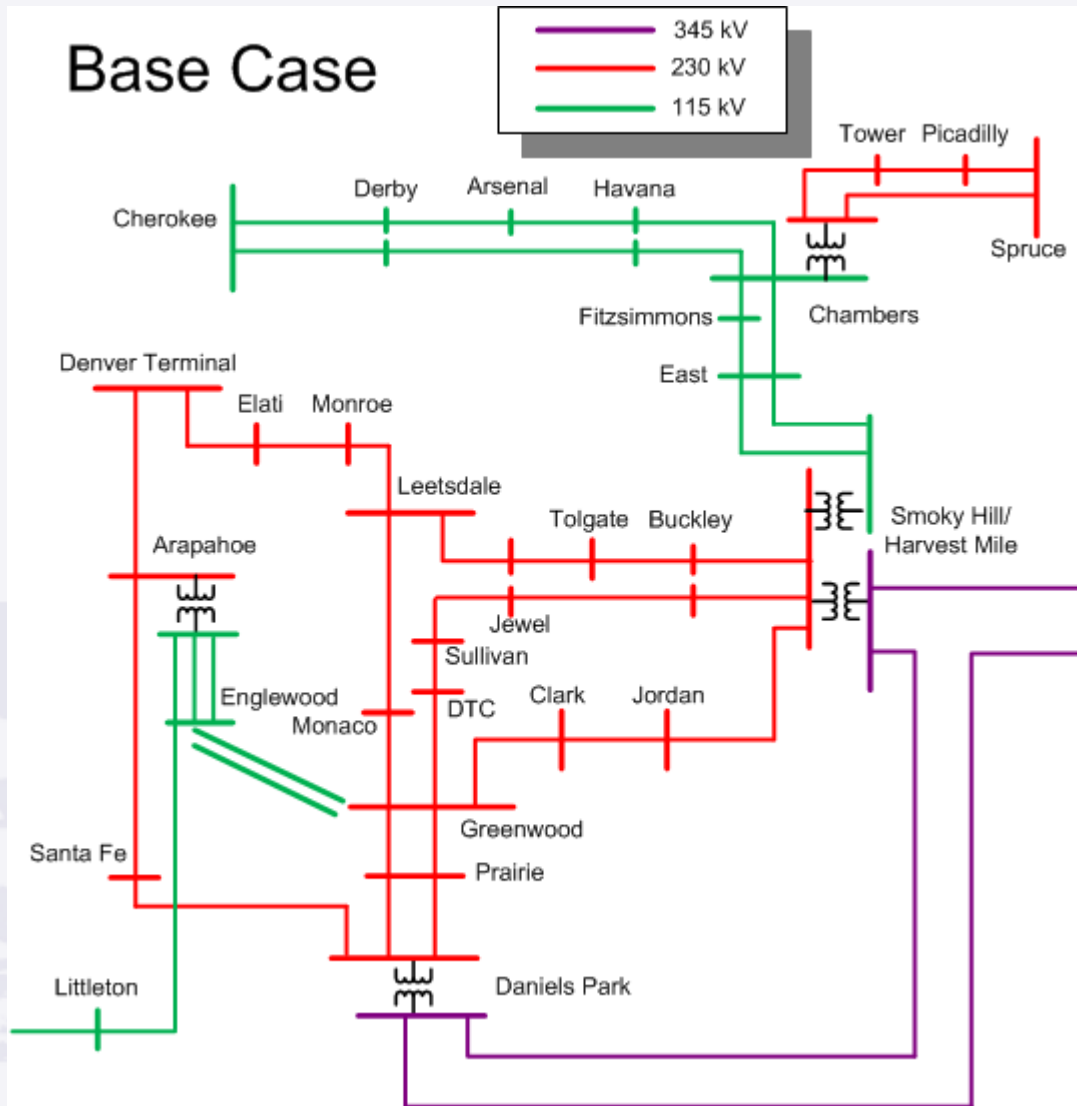 Base Case
345 kV
230 kV
115 kV
Tower
Picadilly
Derby
Arsenal
Havana
Cherokee
Spruce
Fitzsimmons
Chambers
Denver Terminal
East
Elati
Monroe
Leetsdale
Tolgate
Buckley
Smoky Hill/
Harvest Mile
Arapahoe
Jewel
Sullivan
Englewood
Monaco
DTC
Clark
Jordan
Greenwood
Santa Fe
Prairie
Littleton
Daniels Park